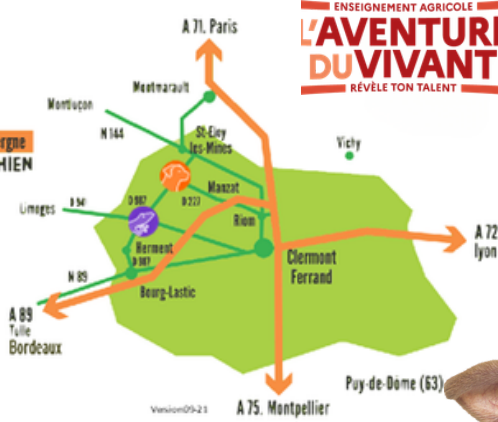 ENSEIGNEMENT AGRICOLE
L'AVENTURE
DUVIVANT
RÉVÈLE TON TALENT
A 71. Paris
Montmarault
Montluçon
N 144
St-Eloy
les-Mines
Vichy
Manzat
Limoges
D 941
D 987
D 227
Riom
Herment
D 987
Clermont
Ferrand
A 72
lyon
N 89
Bourg-Lastic
A 89
Tulle
Bordeaux
Puy-de-Dôme (63)
Version09-21
A 75. Montpellier